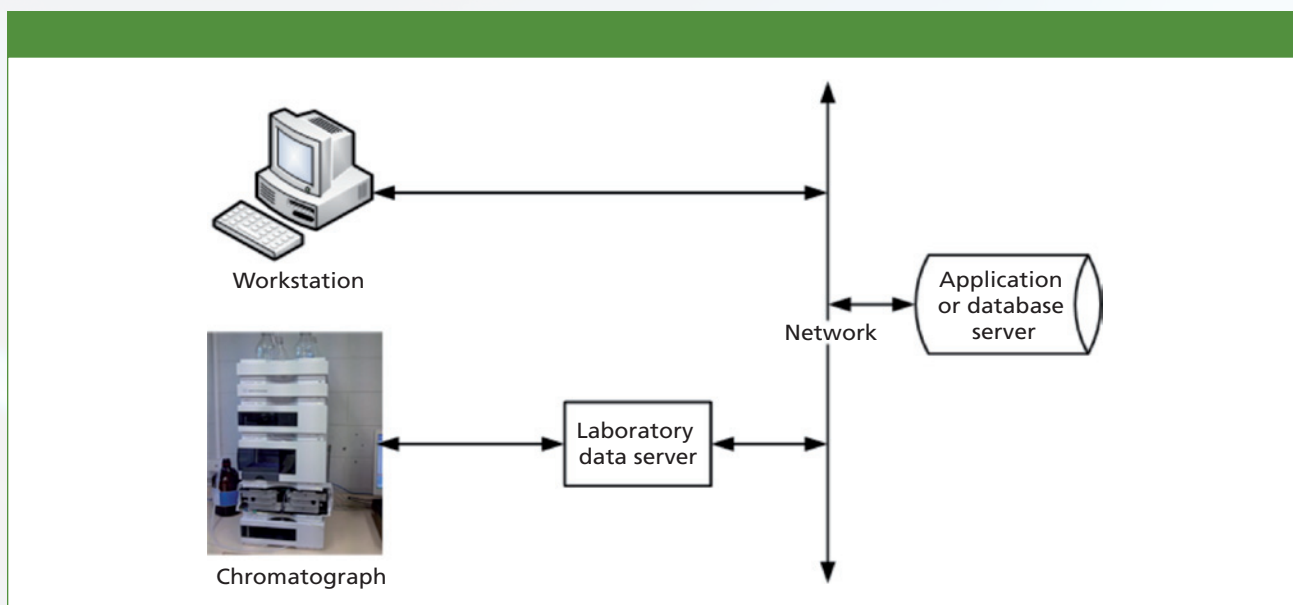 Workstation
Application
or database
server
Network
Laboratory
data server
Chromatograph